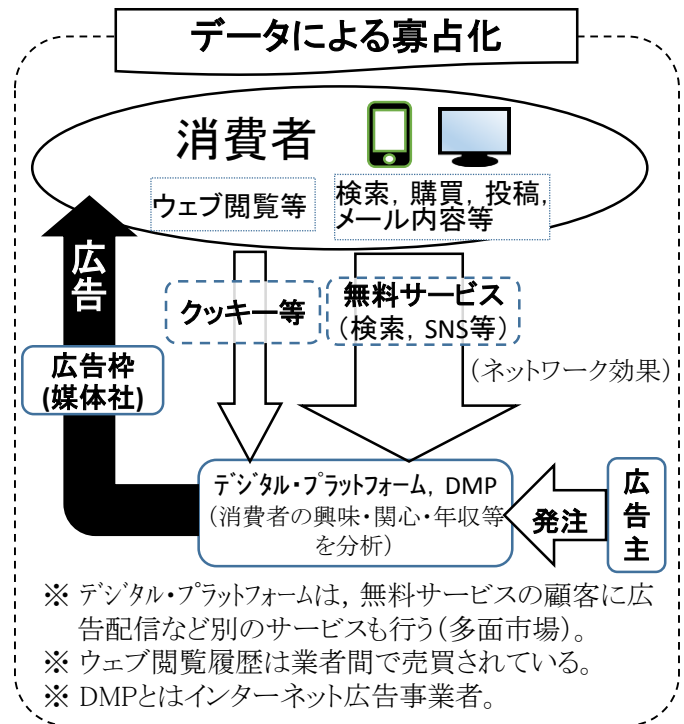 データによる寡占化
消費者
ウェブ閲覧等
検索，購買，投稿，
メール内容等
広告
クッキー等
無料サービス
（検索，SNS等）
広告枠
(媒体社)
（ネットワーク効果）
デジタル・プラットフォーム，DMP
（消費者の興味・関心・年収等
を分析）
発注
広告主
※ デジタル・プラットフォームは，無料サービスの顧客に広
告配信など別のサービスも行う（多面市場）。
※ ウェブ閲覧履歴は業者間で売買されている。
※ DMPとはインターネット広告事業者。